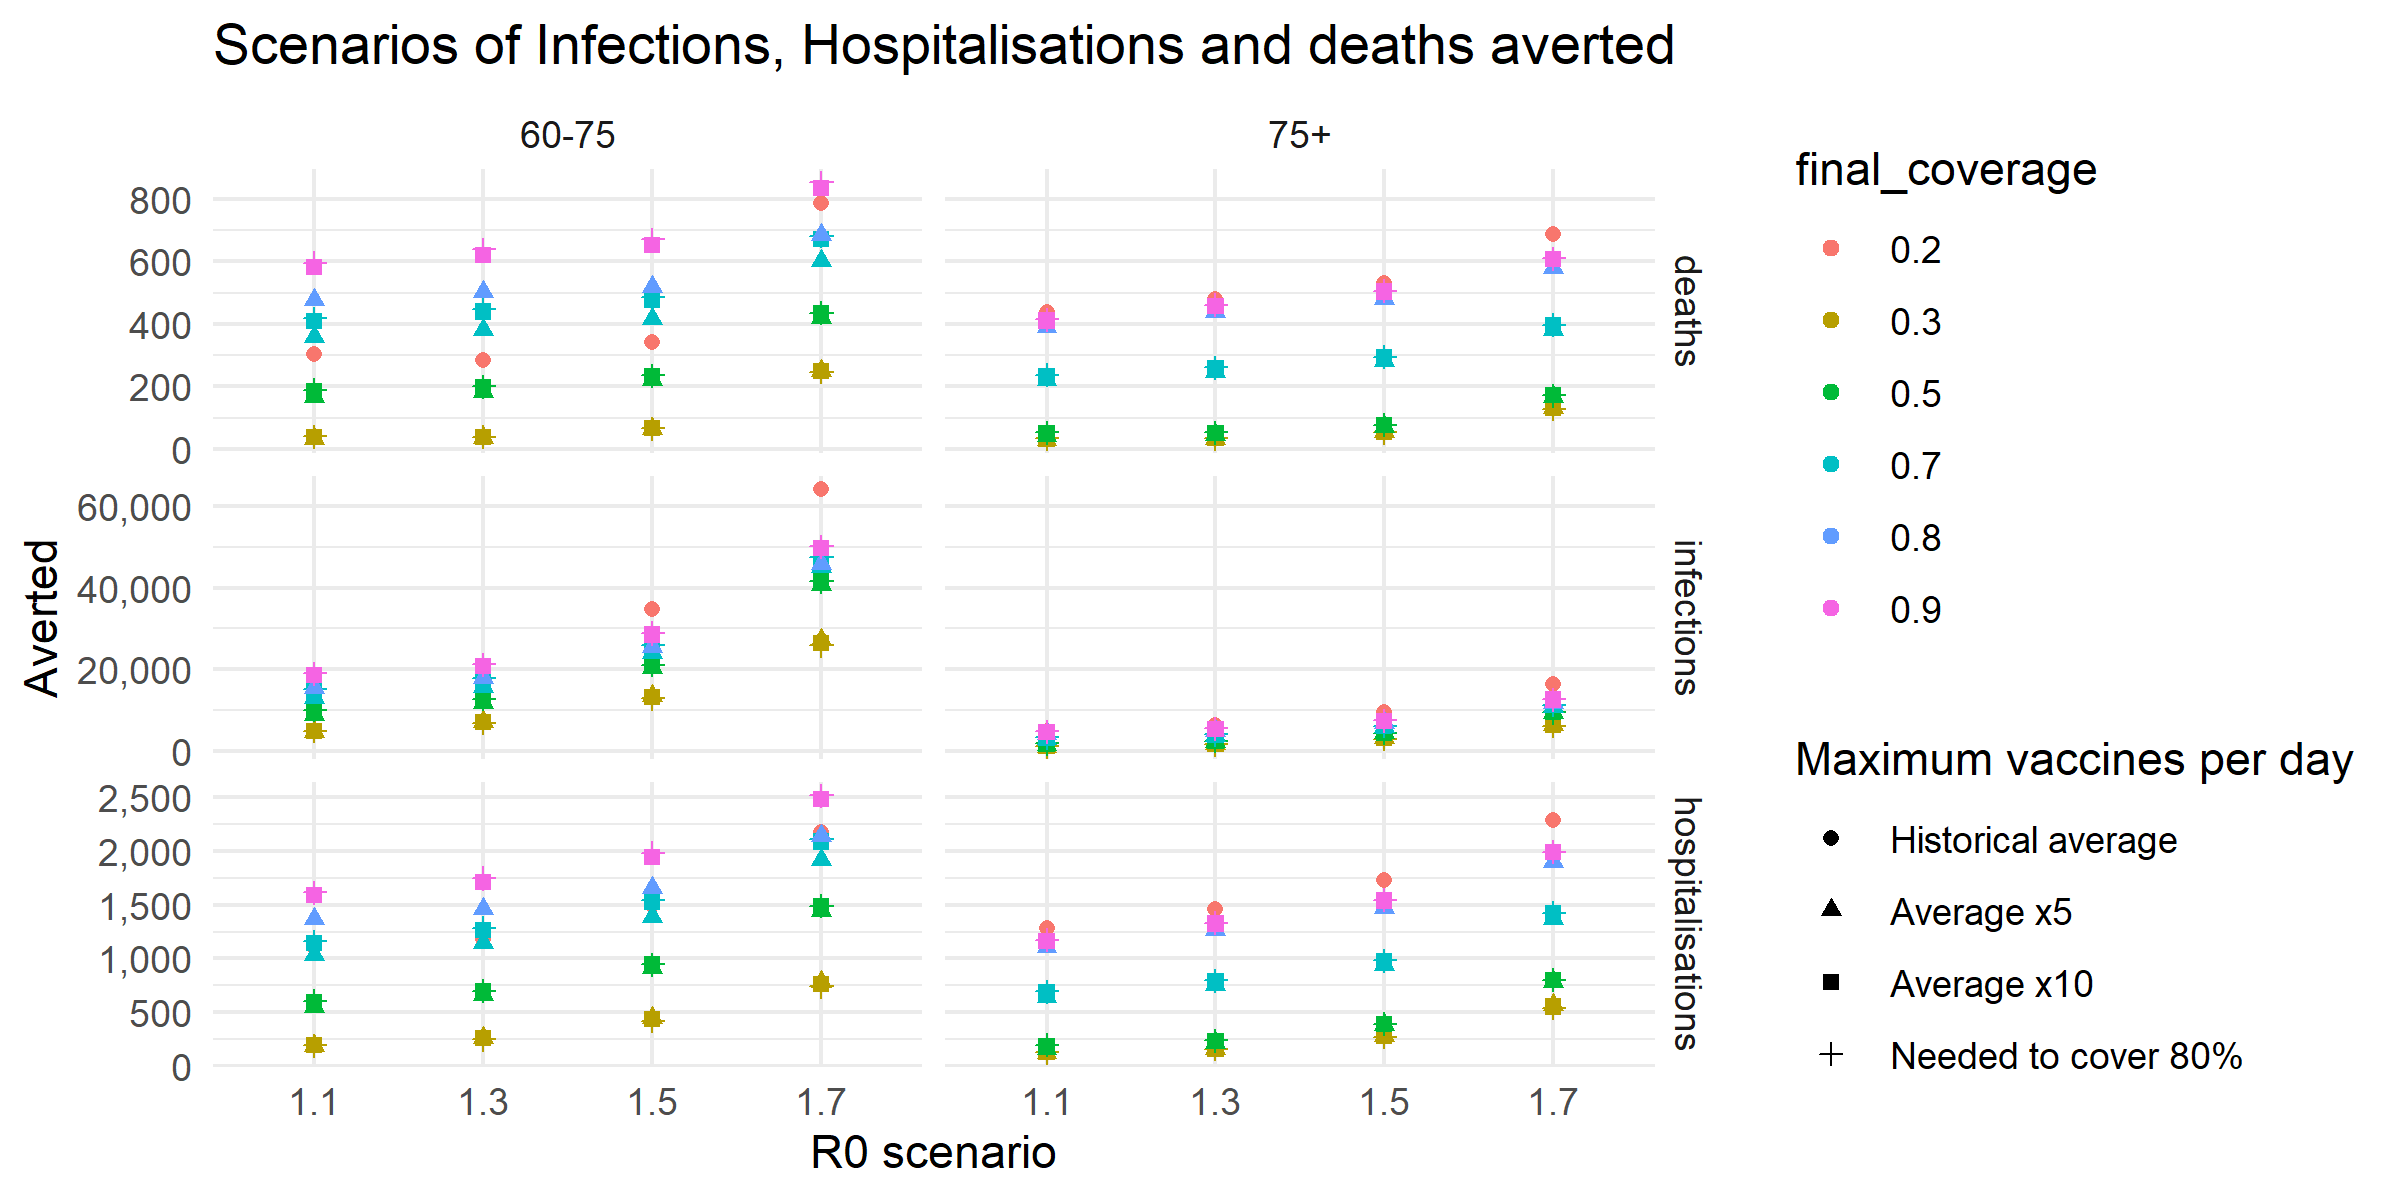 Scenarios of Infections, Hospitalisations and deaths averted
60-75
75+
800
600
400
200
0
deaths
60,000
40,000
20,000
0
infections
2,500
2,000
1,500
1,000
500
0
hospitalisations
Averted
1.1 1.3 1.5 1.7
1.1 1.3 1.5 1.7
R0 scenario
final_coverage
0.2
0.3
0.5
0.7
0.8
0.9
Maximum vaccines per day
Historical average
Average x5
Average x10
Needed to cover 80%